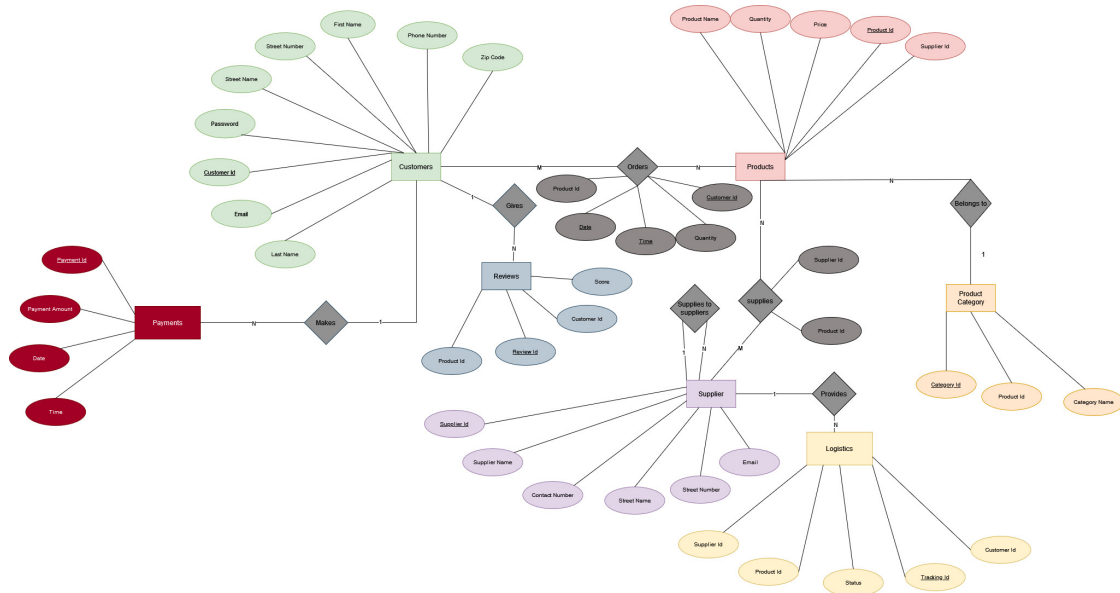 First Name
Phone Number
Street Number
Zip Code
Street Name
Password
Customer Id
Email
Last Name
Customers
Product Name
Quantity
Price
Product Id
Supplier Id
Products
M
Orders
N
Product Id
Customer Id
Date
Time
Quantity
1
Gives
N
Reviews
Score
Customer Id
Review Id
Product Id
N
Belongs to
1
Product
Category
Category Id
Product Id
Category Name
Payment Id
Payment Amount
Date
Time
Payments
N
Makes
1
N
supplies
M
Supplier Id
Product Id
Supplies to
suppliers
1
N
Supplier
Supplier Id
Supplier Name
Contact Number
Street Name
Street Number
Email
1
Provides
N
Logistics
Supplier Id
Product Id
Status
Tracking Id
Customer Id